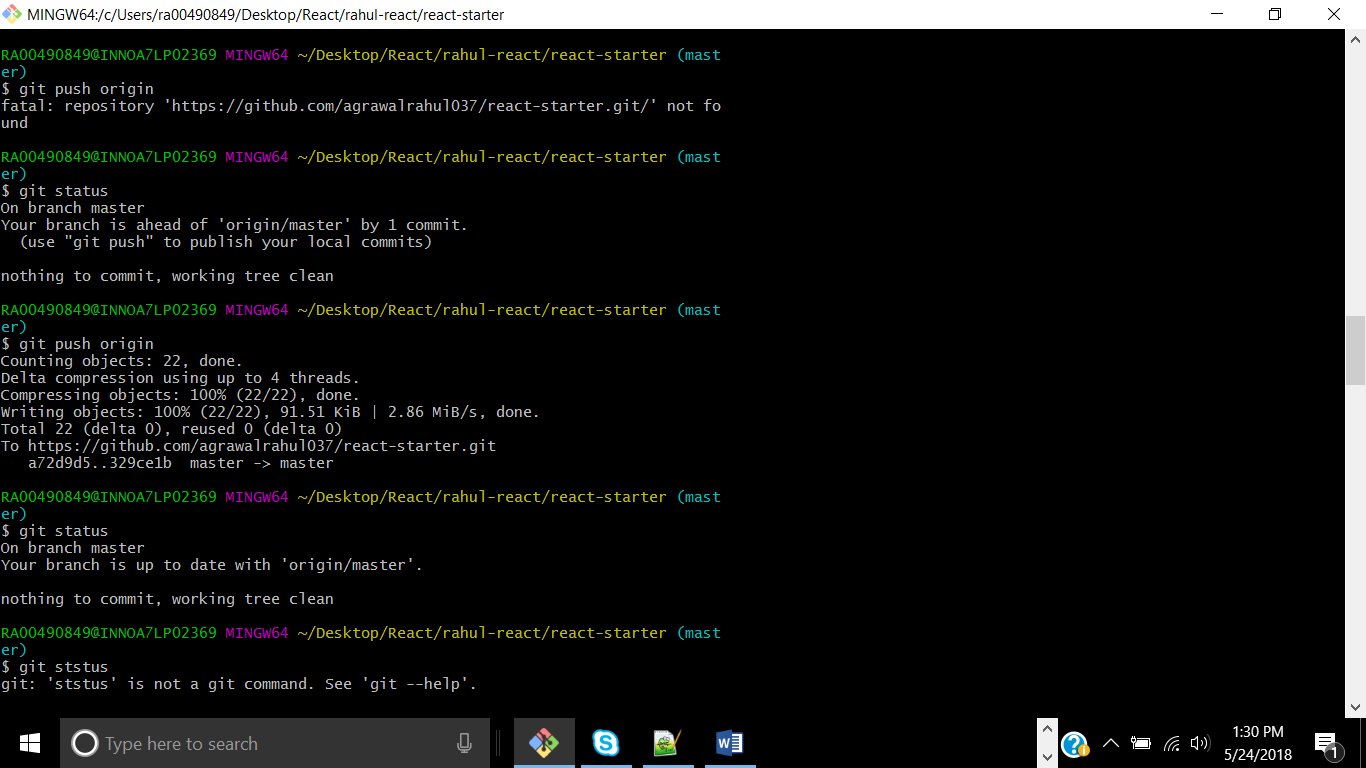 MINGW64:/c/Users/ra00490849/Desktop/React/rahul-react/react-starter
RA00490849@INNOA7LP02369 MINGW64 ~/Desktop/React/rahul-react/react-starter (mast
er)
$ git push origin
fatal: repository 'https://github.com/agrawalrahul037/react-starter.git/' not fo
und
RA00490849@INNOA7LP02369 MINGW64 ~/Desktop/React/rahul-react/react-starter (mast
er)
$ git status
On branch master
Your branch is ahead of 'origin/master' by 1 commit.
  (use "git push" to publish your local commits)
nothing to commit, working tree clean
RA00490849@INNOA7LP02369 MINGW64 ~/Desktop/React/rahul-react/react-starter (mast
er)
$ git push origin
Counting objects: 22, done.
Delta compression using up to 4 threads.
Compressing objects: 100% (22/22), done.
Writing objects: 100% (22/22), 91.51 KiB | 2.86 MiB/s, done.
Total 22 (delta 0), reused 0 (delta 0)
To https://github.com/agrawalrahul037/react-starter.git
   a72d9d5..329ce1b  master -> master
RA00490849@INNOA7LP02369 MINGW64 ~/Desktop/React/rahul-react/react-starter (mast
er)
$ git status
On branch master
Your branch is up to date with 'origin/master'.
nothing to commit, working tree clean
RA00490849@INNOA7LP02369 MINGW64 ~/Desktop/React/rahul-react/react-starter (mast
er)
$ git ststus
git: 'ststus' is not a git command. See 'git --help'.
Type here to search
1:30 PM
5/24/2018
1